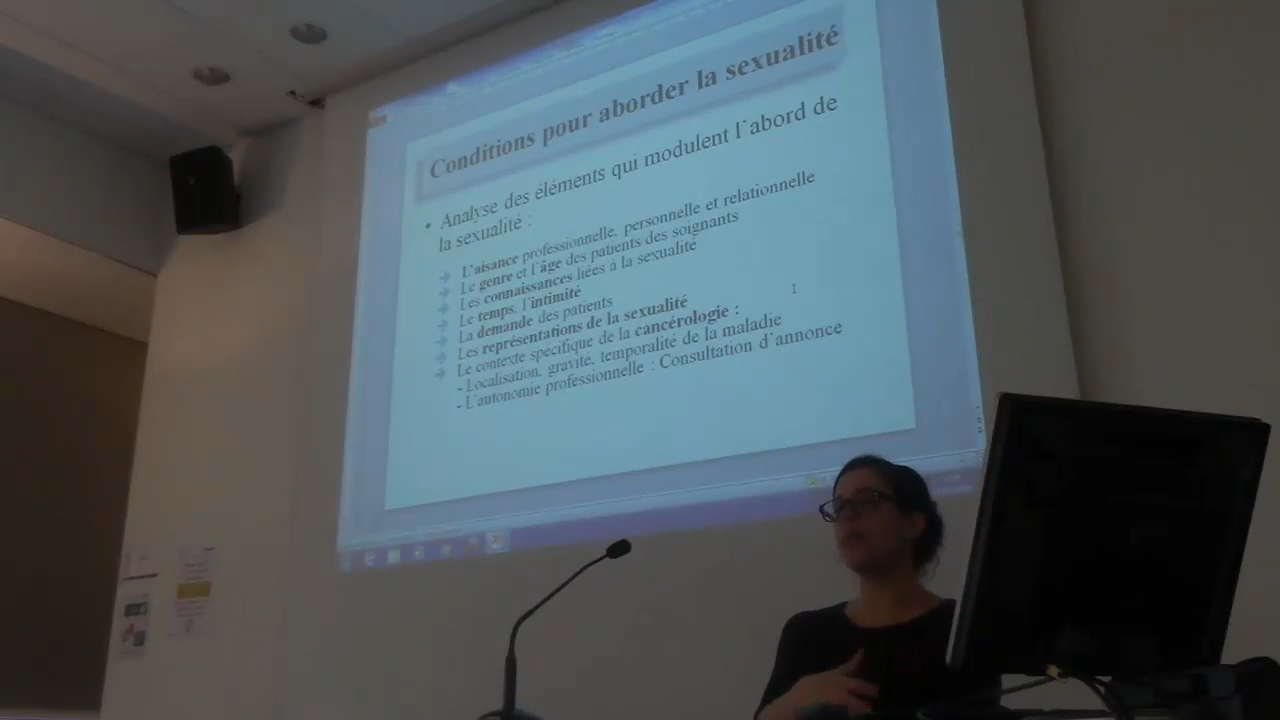 Conditions pour aborder la sexualité
• Analyse des éléments qui modulent l'abord de
la sexualité :
L'aisance professionnelle, personnelle et relationnelle
Le genre et l'âge des patients des soignants
Les connaissances liées à la sexualité
Le temps, l'intimité
La demande des patients
Les représentations de la sexualité
Le contexte spécifique de la cancérologie :
- Localisation, gravité, temporalité de la maladie
- L'autonomie professionnelle : Consultation d'annonce